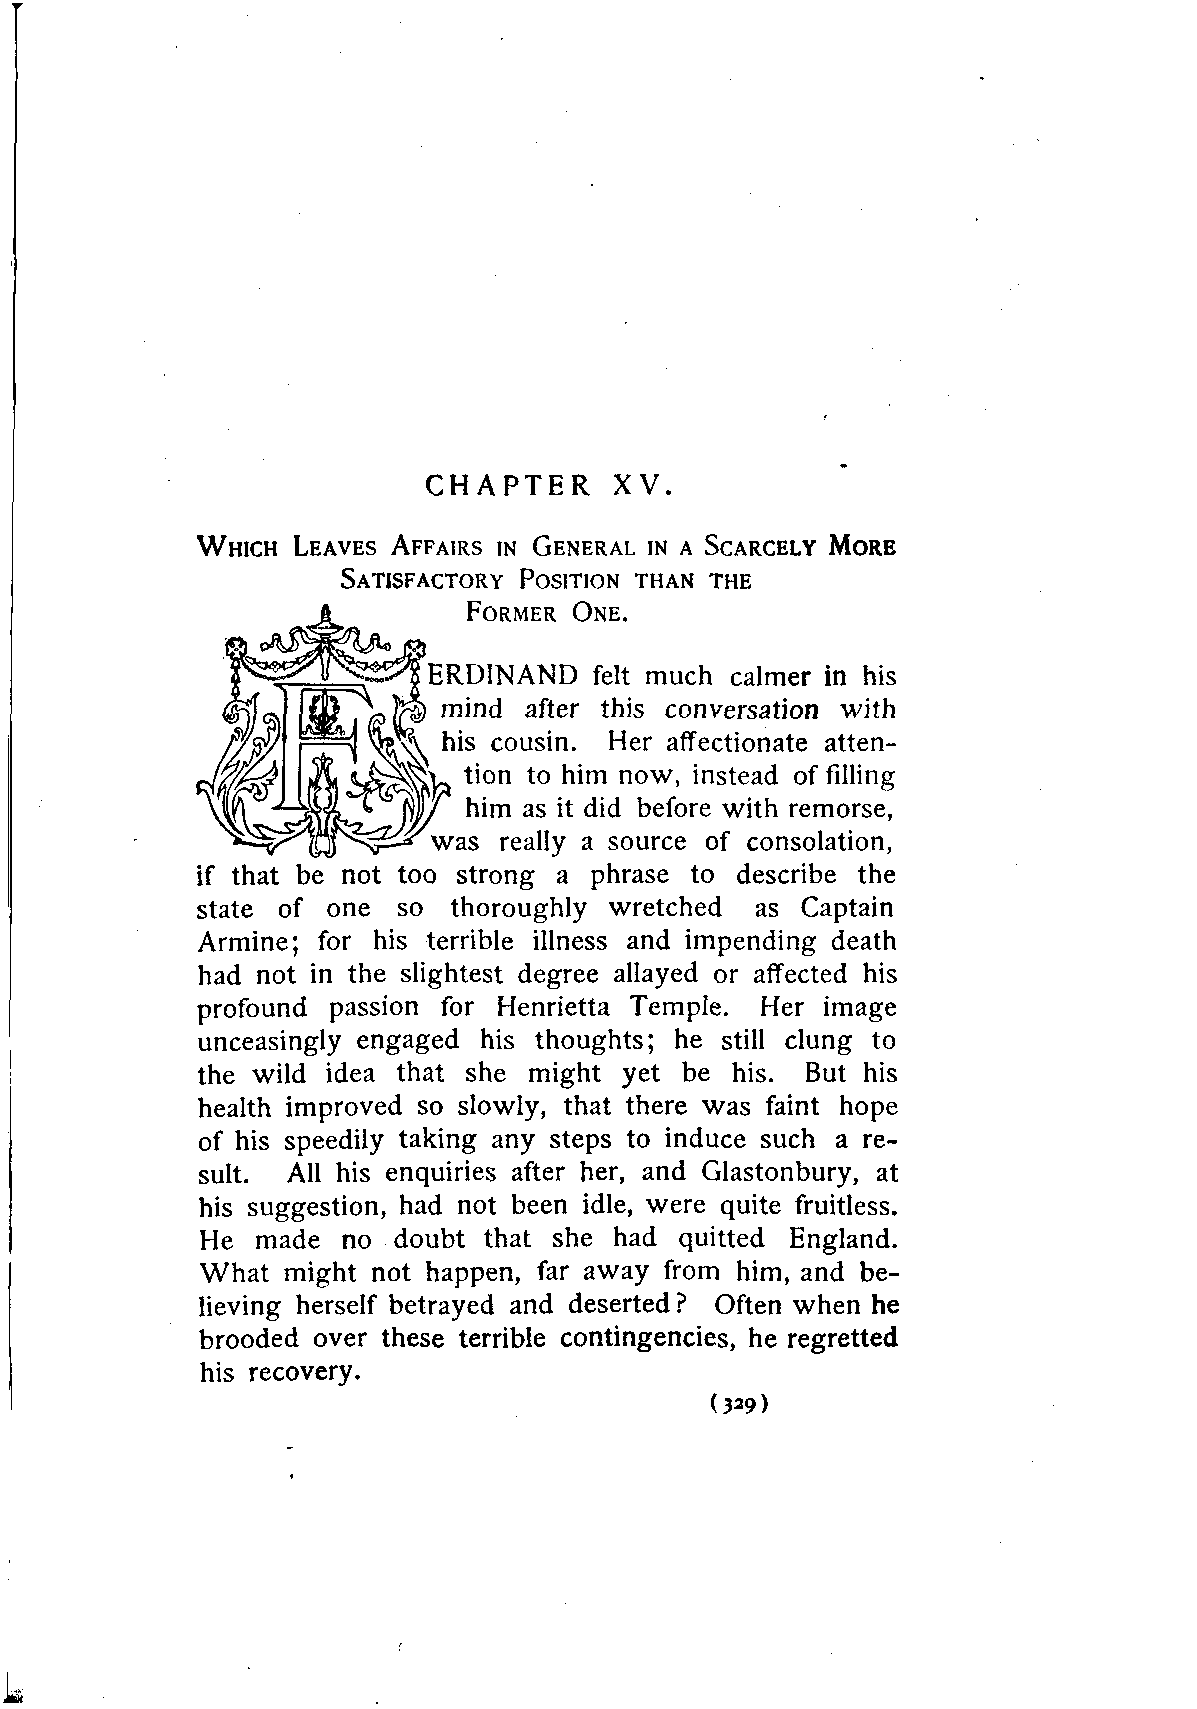 CHAPTER XV.
WHICH LEAVES AFFAIRS IN GENERAL IN A SCARCELY MORE
SATISFACTORY POSITION THAN THE
FORMER ONE.
FERDINAND felt much calmer in his
mind after this conversation with
his cousin. Her affectionate atten-
tion to him now, instead of filling
him as it did before with remorse,
was really a source of consolation,
if that be not too strong a phrase to describe the
state of one so thoroughly wretched as Captain
Armine; for his terrible illness and impending death
had not in the slightest degree allayed or affected his
profound passion for Henrietta Temple. Her image
unceasingly engaged his thoughts; he still clung to
the wild idea that she might yet be his. But his
health improved so slowly, that there was faint hope
of his speedily taking any steps to induce such a re-
sult. All his enquiries after her, and Glastonbury, at
his suggestion, had not been idle, were quite fruitless.
He made no doubt that she had quitted England.
What might not happen, far away from him, and be-
lieving herself betrayed and deserted? Often when he
brooded over these terrible contingencies, he regretted
his recovery.
(329)